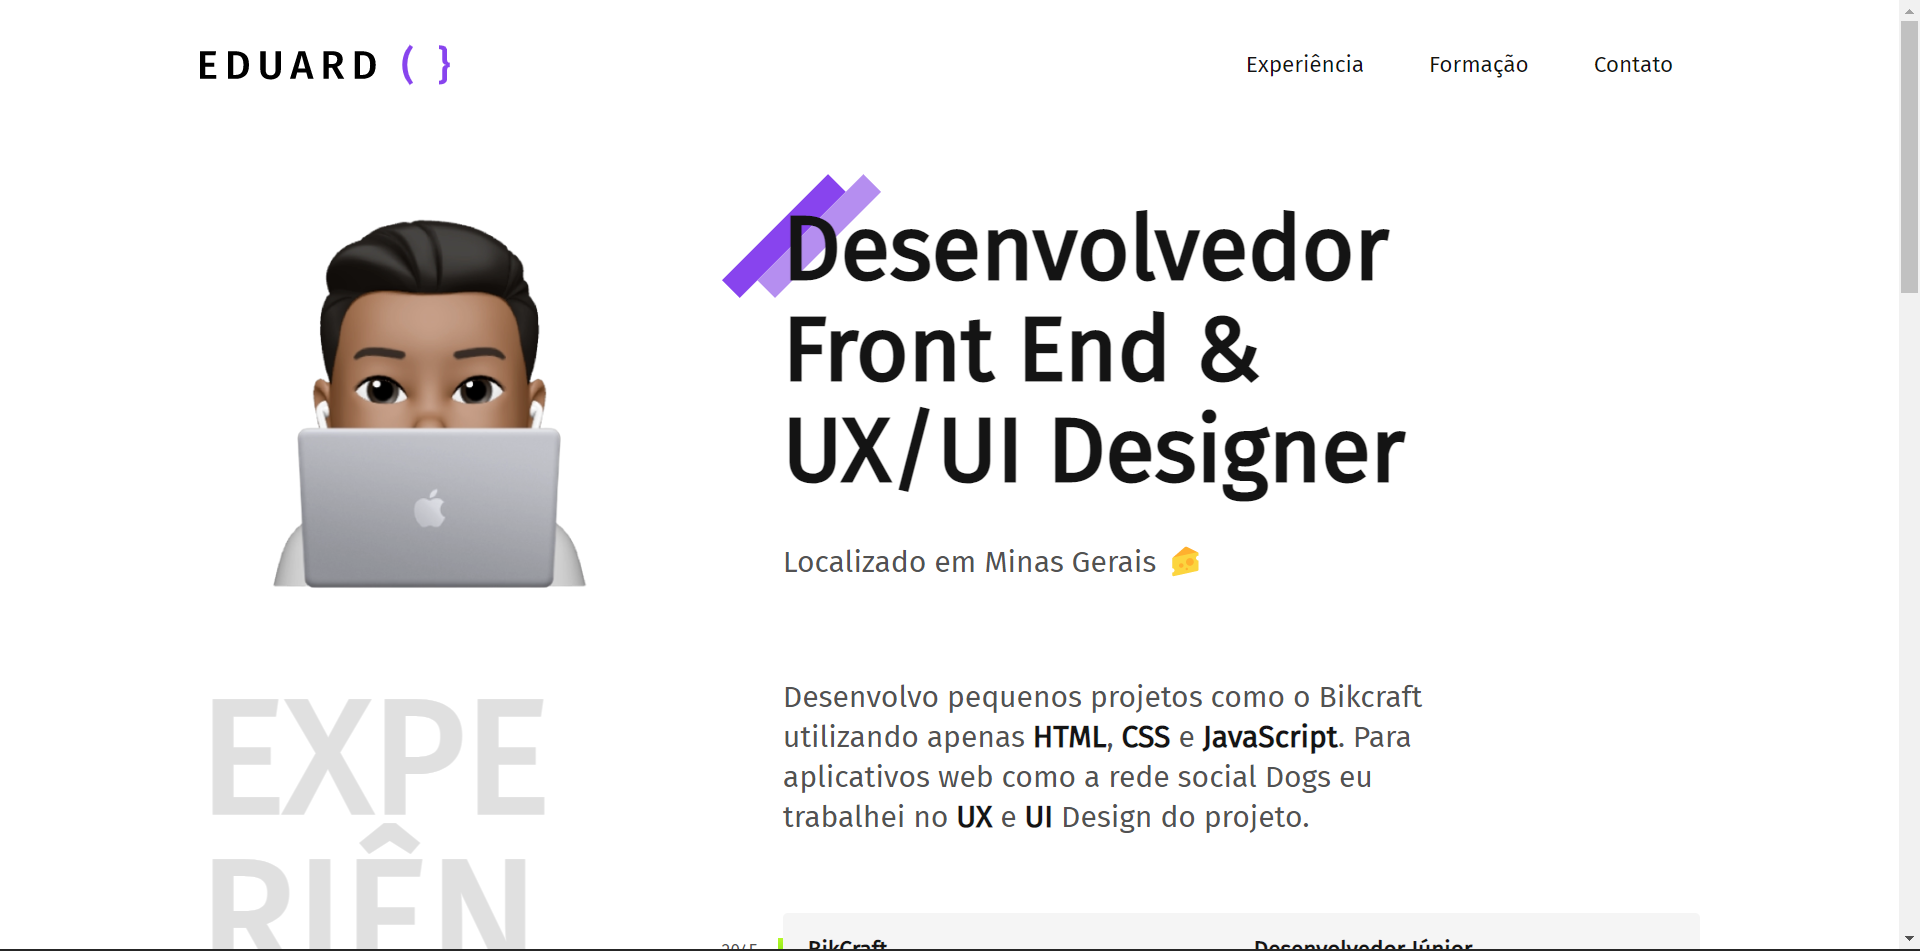 EDUARD ( }
Experiência Formação Contato
Desenvolvedor
Front End &
UX/UI Designer
Localizado em Minas Gerais 🧀
Desenvolvo pequenos projetos como o Bikcraft
utilizando apenas HTML, CSS e JavaScript. Para
aplicativos web como a rede social Dogs eu
trabalhei no UX e UI Design do projeto.
EXPE
RIÊN
BikCraft
Desenvolvedor Júnior